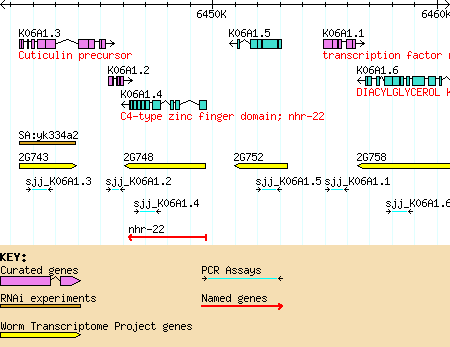 6450K 6460K
K06A1.3 K06A1.5 K06A1.1
Cuticulin precursor transcription factor
K06A1.2 K06A1.6
DIACYLGLYCEROL K
K06A1.4
C4-type zinc finger domain; nhr-22
SA:yk334a2
2G743 2G748 2G752 2G758
sjj_K06A1.3 sjj_K06A1.2 sjj_K06A1.5 sjj_K06A1.1
sjj_K06A1.4 sjj_K06A1.6
nhr-22
KEY:
Curated genes PCR Assays
RNAi experiments Named genes
Worm Transcriptome Project genes